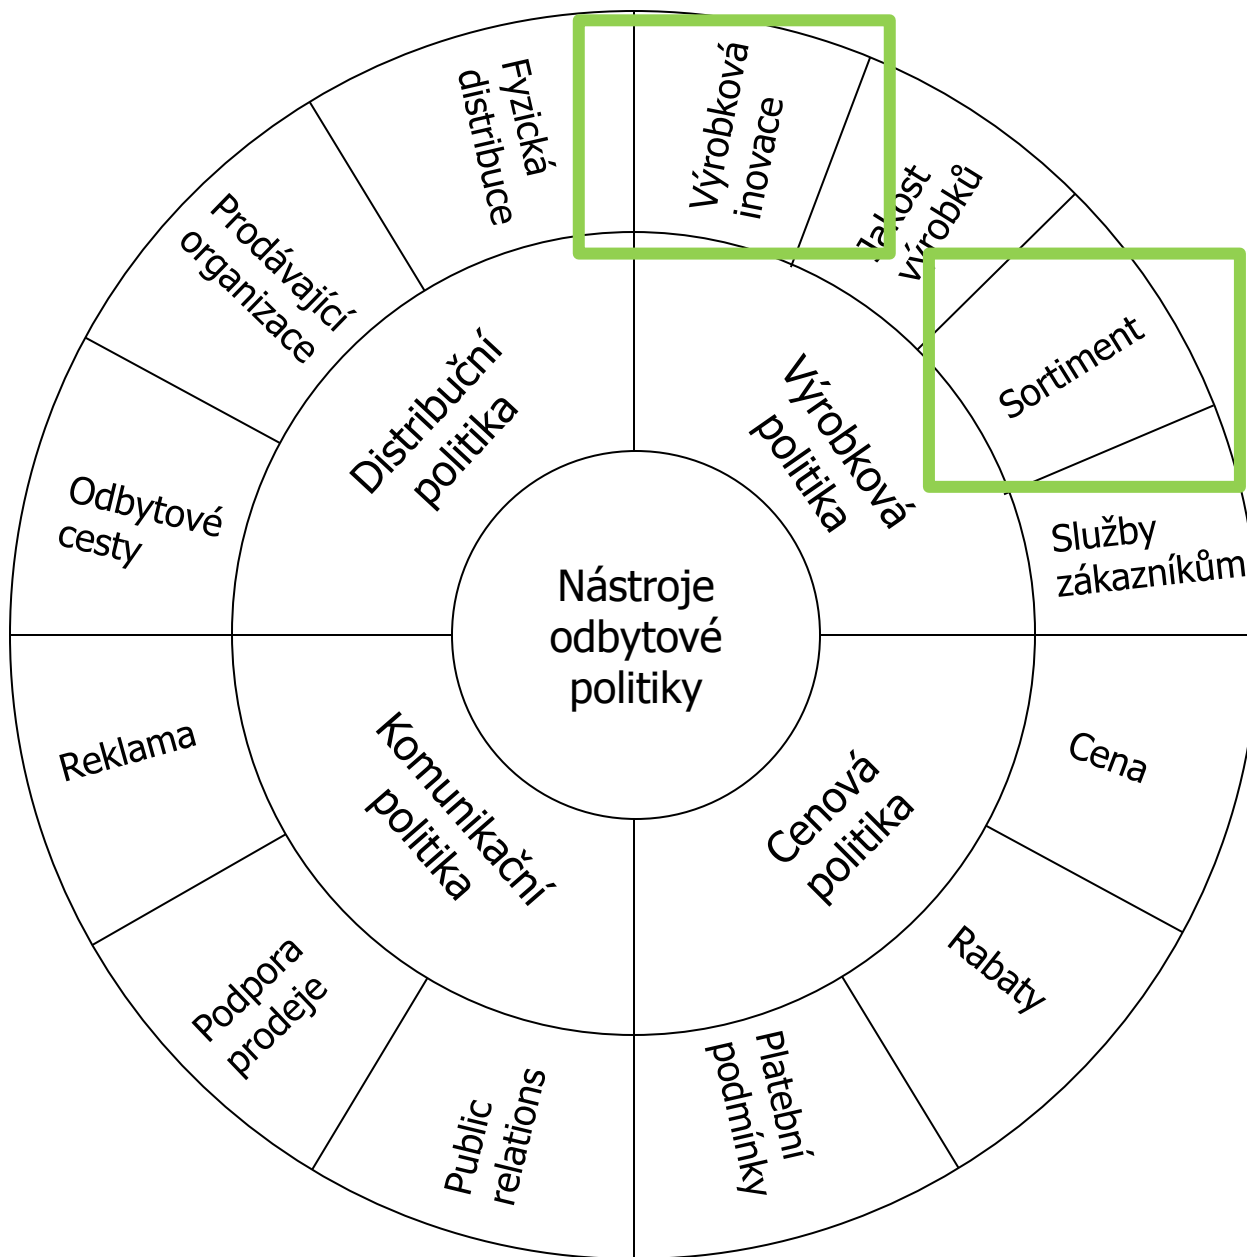 Nástroje
odbytové
politiky
Výrobková
politika
Cenová
politika
Komunikační
politika
Distribuční
politika
Výrobková
inovace
Jakost
výrobků
Sortiment
Služby
zákazníkům
Cena
Rabaty
Platební
podmínky
Public
relations
Podpora
prodeje
Reklama
Odbytové
cesty
Prodávající
organizace
Fyzická
distribuce